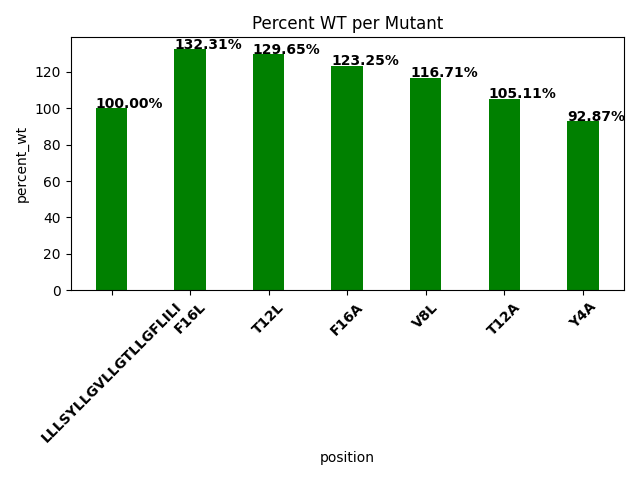 Percent WT per Mutant
percent_wt
120
100
80
60
40
20
0
100.00%
132.31%
129.65%
123.25%
116.71%
105.11%
92.87%
LLLSYLLGVLLGTLLGFLILI
F16L
T12L
F16A
V8L
T12A
Y4A
position